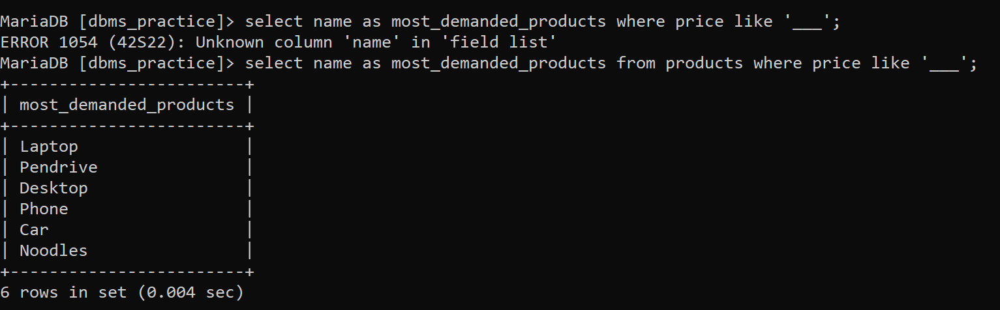 MariaDB [dbms_practice]> select name as most_demanded_products where price like '___';
ERROR 1054 (42S22): Unknown column 'name' in 'field list'
MariaDB [dbms_practice]> select name as most_demanded_products from products where price like '___';
+------------------------+
| most_demanded_products |
+------------------------+
| Laptop                 |
| Pendrive               |
| Desktop                |
| Phone                  |
| Car                    |
| Noodles                |
+------------------------+
6 rows in set (0.004 sec)